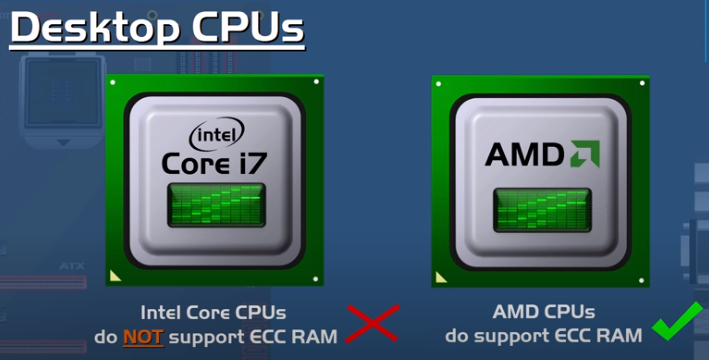 Desktop CPUs
intel
Core i7
AMD
ATX
Intel Core CPUs
do NOT support ECC RAM
AMD CPUs
do support ECC RAM